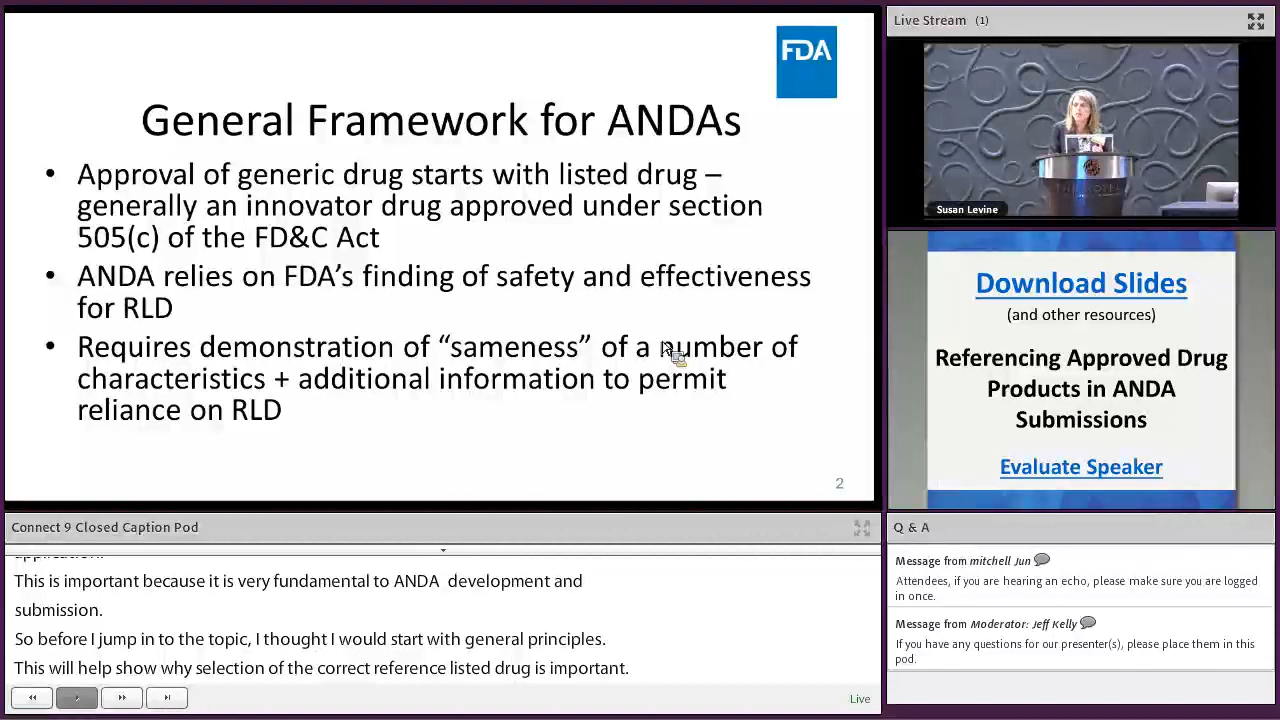 FDA
General Framework for ANDAs
• Approval of generic drug starts with listed drug –
generally an innovator drug approved under section
505(c) of the FD&C Act
• ANDA relies on FDA's finding of safety and effectiveness
for RLD
• Requires demonstration of “sameness” of a number of
characteristics + additional information to permit
reliance on RLD
2
Live Stream (1)
Susan Levine
Download Slides
(and other resources)
Referencing Approved Drug
Products in ANDA
Submissions
Evaluate Speaker
Connect 9 Closed Caption Pod
This is important because it is very fundamental to ANDA development and
submission.
So before I jump in to the topic, I thought I would start with general principles.
This will help show why selection of the correct reference listed drug is important.
Live
Q & A
Message from mitchell Jun
Attendees, if you are hearing an echo, please make sure you are logged
in once.
Message from Moderator: Jeff Kelly
If you have any questions for our presenter(s), please place them in this
pod.